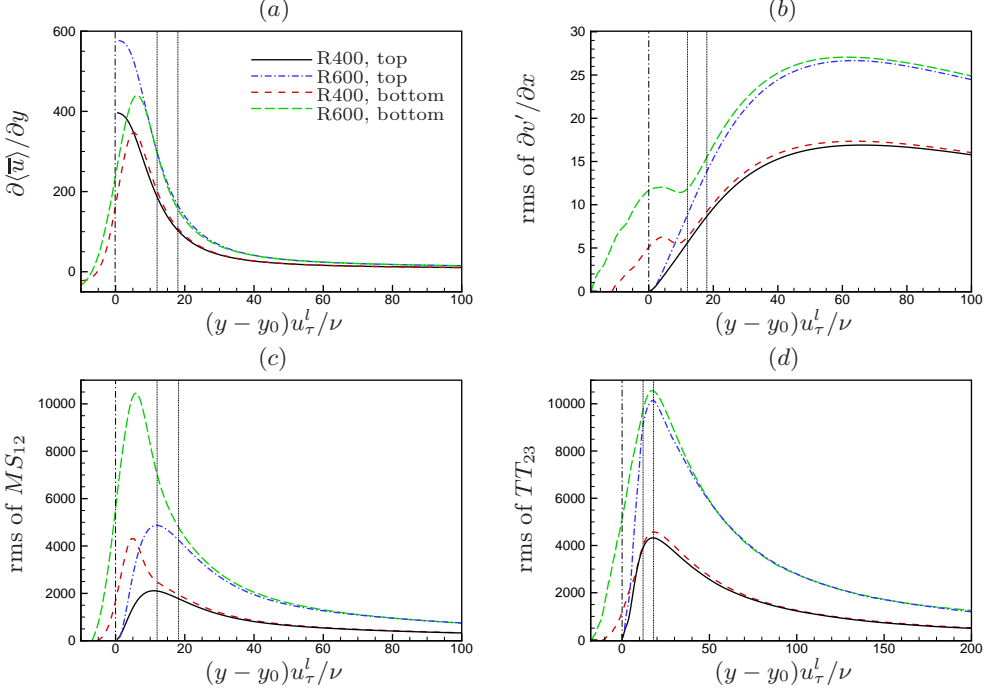 (a)
600
400
200
0
∂⟨u̅⟩/∂y
0 20 40 60 80 100
(y − y₀)uₜˡ/ν
R400, top
R600, top
R400, bottom
R600, bottom
(b)
30
25
20
15
10
5
0
rms of ∂v′/∂x
0 20 40 60 80 100
(y − y₀)u_τ^l/ν
(c)
10000
8000
6000
4000
2000
0
rms of MS₁₂
0 20 40 60 80 100
(y − y₀)u_τ^l/ν
(d)
10000
8000
6000
4000
2000
0
rms of TT₂₃
0 50 100 150 200
(y − y₀)u_τ^l/ν